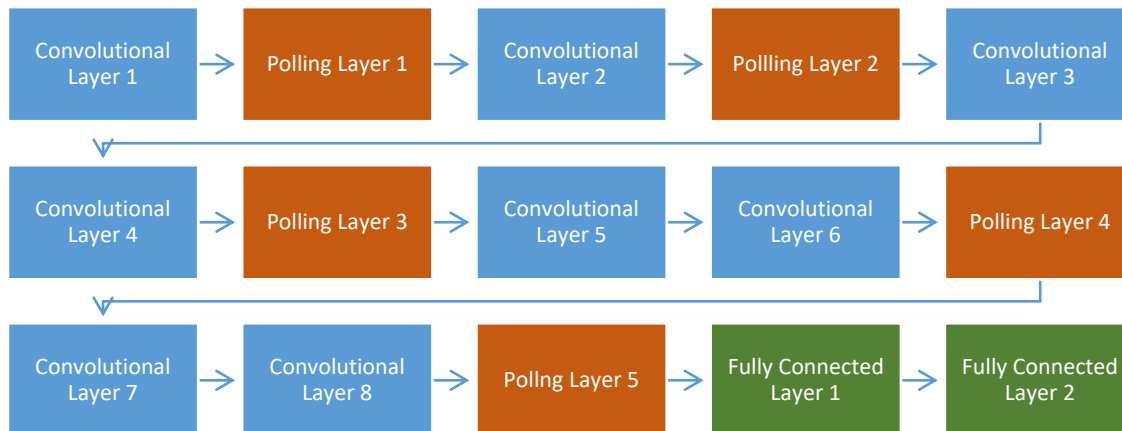 Convolutional
Layer 1
Polling Layer 1
Convolutional
Layer 2
Pollling Layer 2
Convolutional
Layer 3
Convolutional
Layer 4
Polling Layer 3
Convolutional
Layer 5
Convolutional
Layer 6
Polling Layer 4
Convolutional
Layer 7
Convolutional
Layer 8
Pollng Layer 5
Fully Connected
Layer 1
Fully Connected
Layer 2